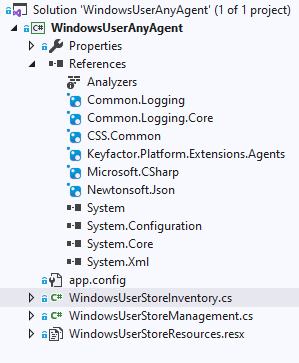 Solution 'WindowsUserAnyAgent' (1 of 1 project)
C# WindowsUserAnyAgent
Properties
References
Analyzers
Common.Logging
Common.Logging.Core
CSS.Common
Keyfactor.Platform.Extensions.Agents
Microsoft.CSharp
Newtonsoft.Json
System
System.Configuration
System.Core
System.Xml
app.config
C# WindowsUserStoreInventory.cs
C# WindowsUserStoreManagement.cs
WindowsUserStoreResources.resx